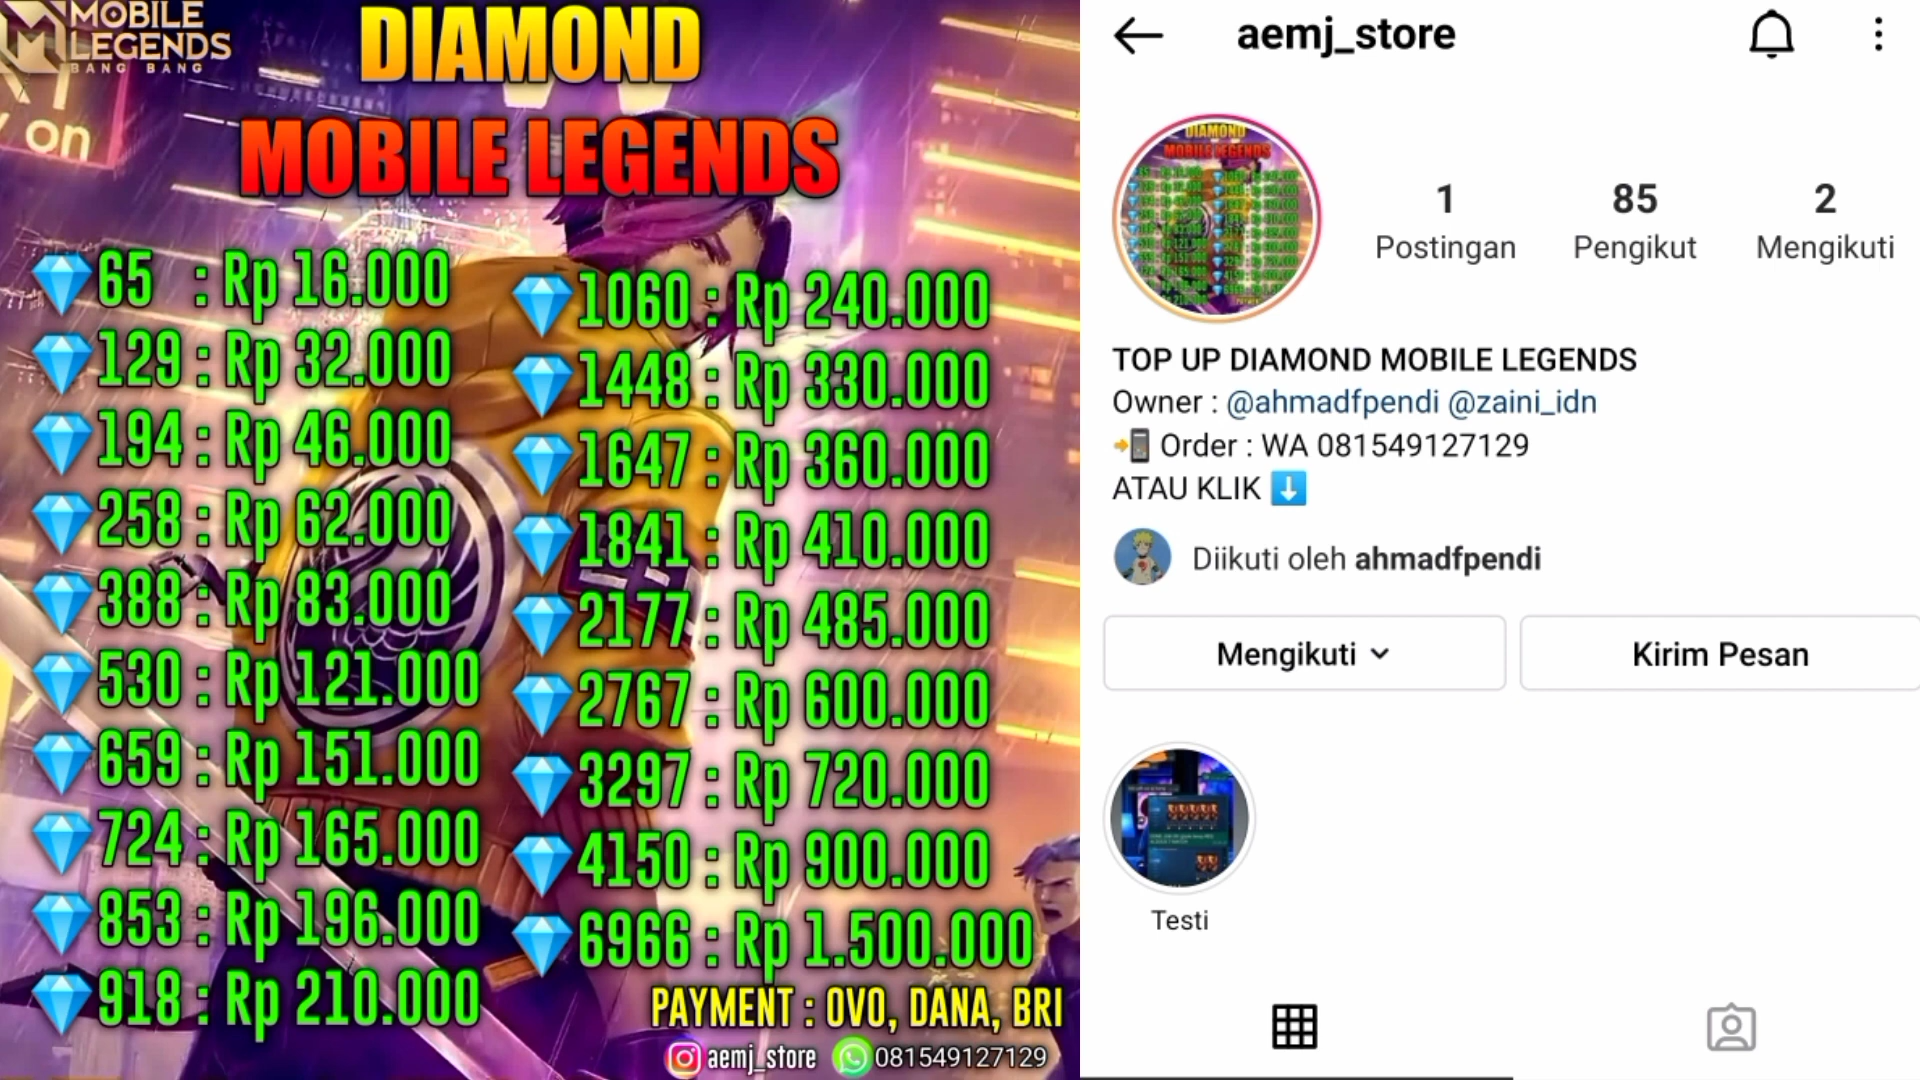 MOBILE
LEGENDS
BANG BANG
on
DIAMOND
MOBILE LEGENDS
65 : Rp 16.000
129 : Rp 32.000
194 : Rp 46.000
258 : Rp 62.000
388 : Rp 83.000
530 : Rp 121.000
659 : Rp 151.000
724 : Rp 165.000
853 : Rp 196.000
918 : Rp 210.000
1060 : Rp 240.000
1448 : Rp 330.000
1647 : Rp 360.000
1841 : Rp 410.000
2177 : Rp 485.000
2767 : Rp 600.000
3297 : Rp 720.000
4150 : Rp 900.000
6966 : Rp 1.500.000
PAYMENT : OVO, DANA, BRI
aemj_store 081549127129
aemj_store
DIAMOND
MOBILE LEGENDS
1 85 2
Postingan Pengikut Mengikuti
TOP UP DIAMOND MOBILE LEGENDS
Owner : @ahmadfpendi @zaini_idn
Order : WA 081549127129
ATAU KLIK
Diikuti oleh ahmadfpendi
Mengikuti Kirim Pesan
Testi